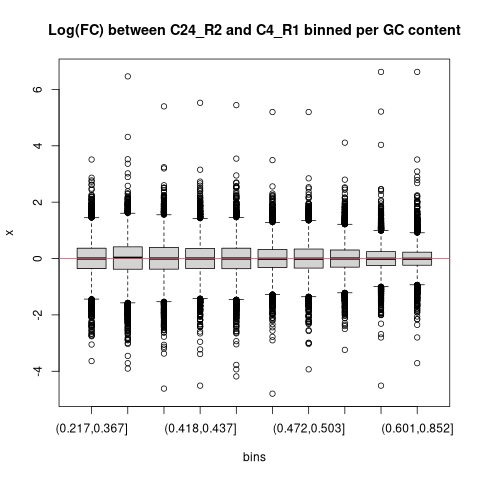 Log(FC) between C24_R2 and C4_R1 binned per GC content
x
6
4
2
0
-2
-4
(0.217,0.367] (0.418,0.437] (0.472,0.503] (0.601,0.852]
bins